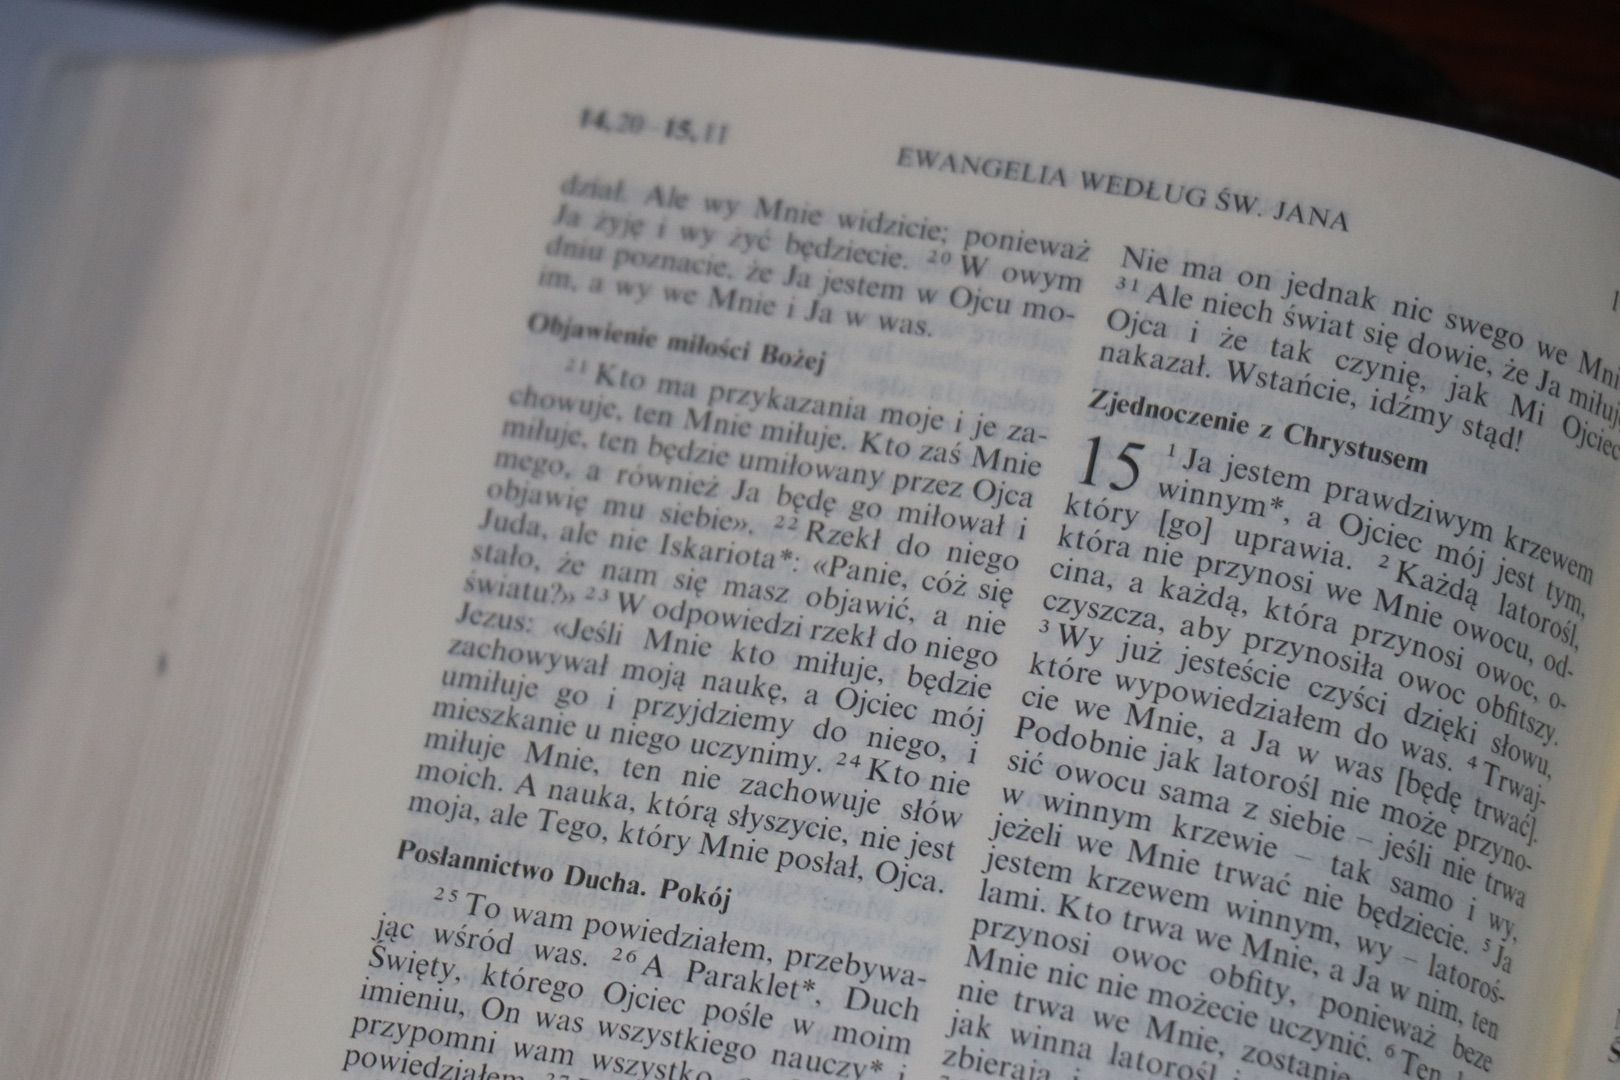 14,20–15,11
EWANGELIA WEDŁUG ŚW. JANA
dział. Ale wy Mnie widzicie; ponieważ
Ja żyję i wy żyć będziecie. 20 W owym
dniu poznacie, że Ja jestem w Ojcu mo-
im, a wy we Mnie i Ja w was.
Objawienie miłości Bożej
21 Kto ma przykazania moje i je za-
chowuje, ten Mnie miłuje. Kto zaś Mnie
miłuje, ten będzie umiłowany przez Ojca
mego, a również Ja będę go miłował i
objawię mu siebie». 22 Rzekł do niego
Juda, ale nie Iskariota*: «Panie, cóż się
stało, że nam się masz objawić, a nie
światu?» 23 W odpowiedzi rzekł do niego
Jezus: «Jeśli Mnie kto miłuje, będzie
zachowywał moją naukę, a Ojciec mój
umiłuje go i przyjdziemy do niego, i
mieszkanie u niego uczynimy. 24 Kto nie
miłuje Mnie, ten nie zachowuje słów
moich. A nauka, którą słyszycie, nie jest
moja, ale Tego, który Mnie posłał, Ojca.
Posłannictwo Ducha. Pokój
25 To wam powiedziałem, przebywa-
jąc wśród was. 26 A Paraklet*, Duch
Święty, którego Ojciec pośle w moim
imieniu, On was wszystkiego nauczy* i
przypomni wam wszystko
powiedziałem
Nie ma on jednak nic swego we Mni
31 Ale niech świat się dowie, że Ja miłuj
Ojca i że tak czynię, jak Mi Ojciec
nakazał. Wstańcie, idźmy stąd!
Zjednoczenie z Chrystusem
15 1 Ja jestem prawdziwym krzewem
winnym*, a Ojciec mój jest tym,
który [go] uprawia. 2 Każdą latorośl,
która nie przynosi we Mnie owocu, od-
cina, a każdą, która przynosi owoc, o-
czyszcza, aby przynosiła owoc obfitszy.
3 Wy już jesteście czyści dzięki słowu,
które wypowiedziałem do was. 4 Trwaj-
cie we Mnie, a Ja w was [będę trwać].
Podobnie jak latorośl nie może przyno-
sić owocu sama z siebie – jeśli nie trwa
w winnym krzewie – tak samo i wy,
jeżeli we Mnie trwać nie będziecie. 5 Ja
jestem krzewem winnym, wy – latoroś-
lami. Kto trwa we Mnie, a Ja w nim, ten
przynosi owoc obfity, ponieważ beze
Mnie nic nie możecie uczynić. 6 Ten
nie trwa we Mnie, zostanie
jak winna latorośl i
zbierają i